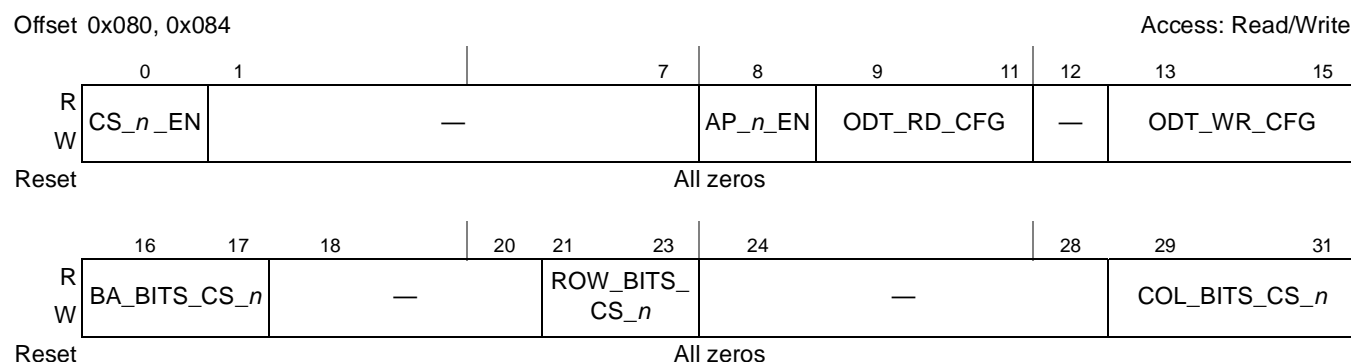 Offset 0x080, 0x084 Access: Read/Write
0 1 7 8 9 11 12 13 15
R
W
CS_n_EN — AP_n_EN ODT_RD_CFG — ODT_WR_CFG
Reset All zeros
16 17 18 20 21 23 24 28 29 31
R
W
BA_BITS_CS_n — ROW_BITS_
CS_n — COL_BITS_CS_n
Reset All zeros